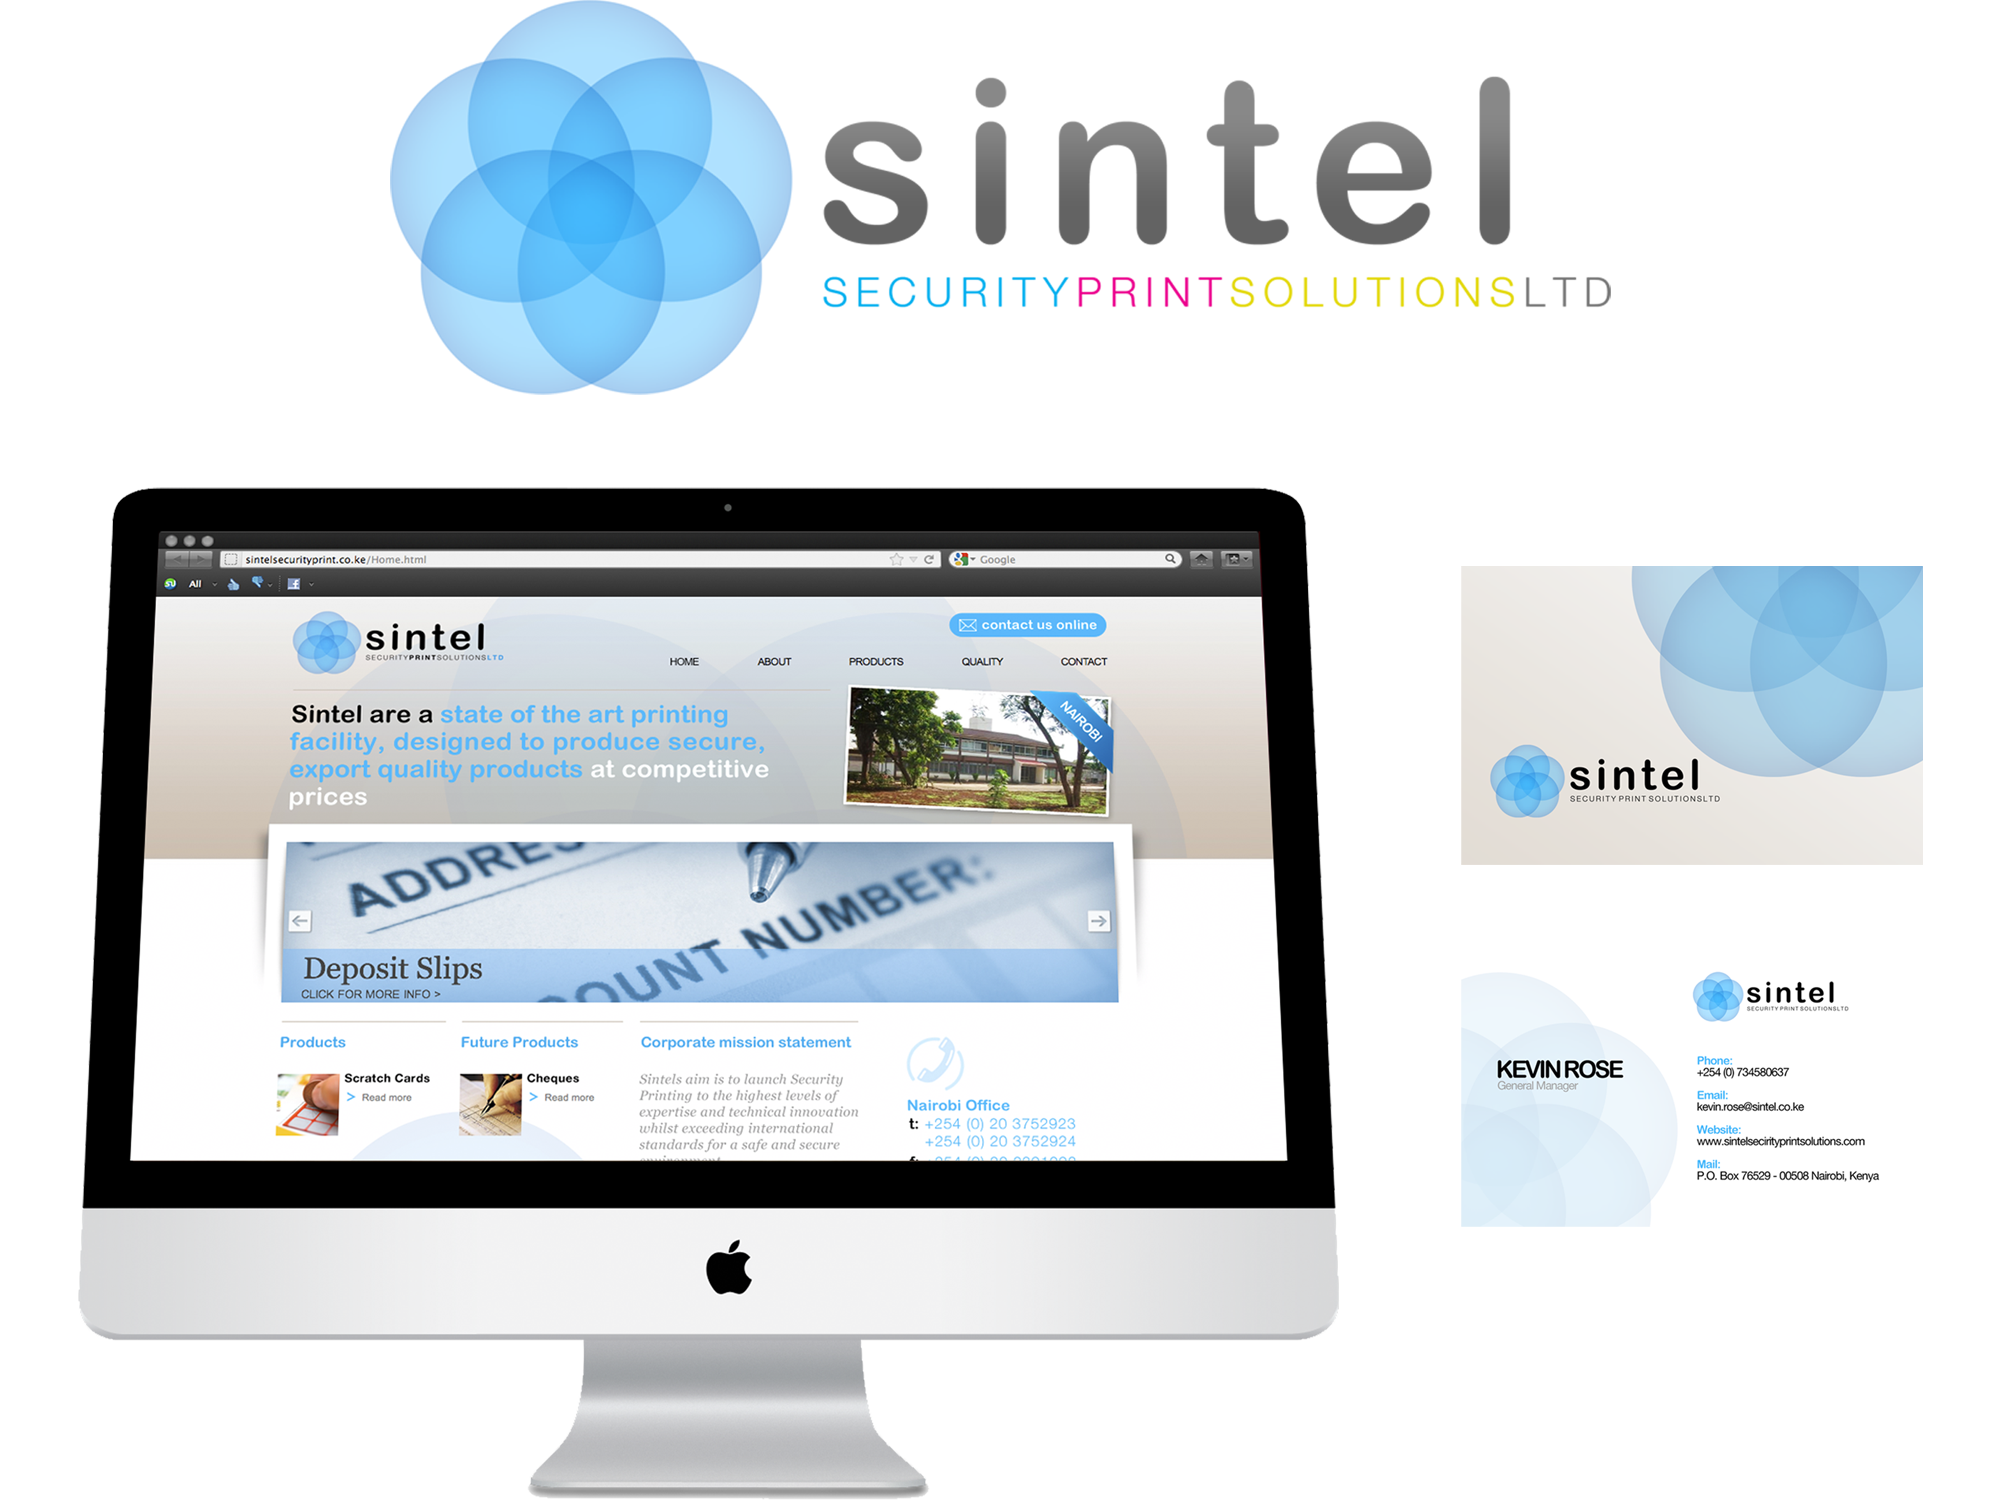 sintel
SECURITYPRINTSOLUTIONSLTD
sintelsecurityprint.co.ke/Home.html
Google
All
sintel
SECURITYPRINTSOLUTIONSLTD
contact us online
HOME ABOUT PRODUCTS QUALITY CONTACT
Sintel are a state of the art printing
facility, designed to produce secure,
export quality products at competitive
prices
NAIROBI
ADDRESS
COUNT NUMBER:
Deposit Slips
CLICK FOR MORE INFO >
Products
Scratch Cards
> Read more
Future Products
Cheques
> Read more
Corporate mission statement
Sintels aim is to launch Security
Printing to the highest levels of
expertise and technical innovation
whilst exceeding international
standards for a safe and secure
environment
Nairobi Office
t: +254 (0) 20 3752923
+254 (0) 20 3752924
sintel
SECURITY PRINT SOLUTIONSLTD
sintel
SECURITY PRINT SOLUTIONSLTD
KEVIN ROSE
General Manager
Phone:
+254 (0) 734580637
Email:
kevin.rose@sintel.co.ke
Website:
www.sintelsecirityprintsolutions.com
Mail:
P.O. Box 76529 - 00508 Nairobi, Kenya